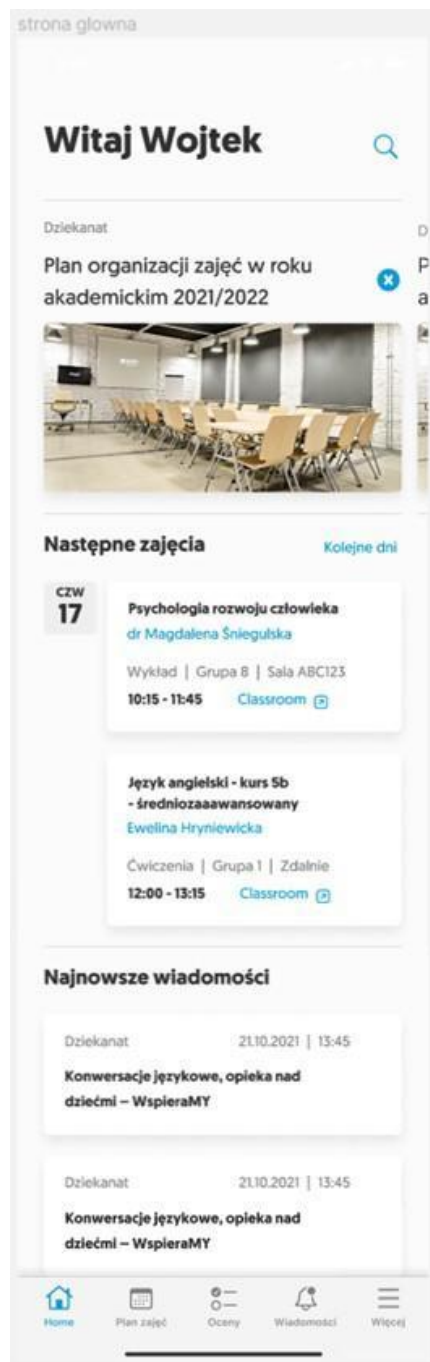 strona glowna
Witaj Wojtek
Dziekanat
D
Plan organizacji zajęć w roku
P
akademickim 2021/2022
a
Następne zajęcia
Kolejne dni
CZW
17
Psychologia rozwoju człowieka
dr Magdalena Śniegulska
Wykład | Grupa 8 | Sala ABC123
10:15 - 11:45 Classroom
Język angielski - kurs 5b
- średniozaaawansowany
Ewelina Hryniewicka
Ćwiczenia | Grupa 1 | Zdalnie
12:00 - 13:15 Classroom
Najnowsze wiadomości
Dziekanat 21.10.2021 | 13:45
Konwersacje językowe, opieka nad
dziećmi – WspieraMY
Dziekanat 21.10.2021 | 13:45
Konwersacje językowe, opieka nad
dziećmi – WspieraMY
Home Plan zajęć Oceny Wiadomości Więcej